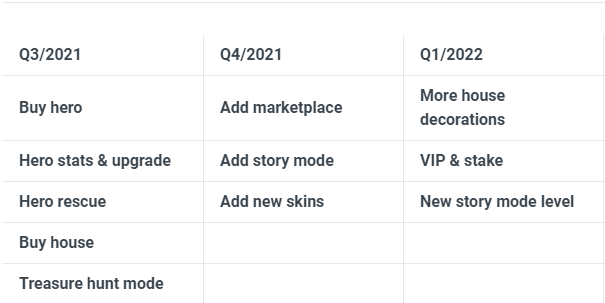 Q3/2021 Q4/2021 Q1/2022
Buy hero Add marketplace More house
decorations
Hero stats & upgrade Add story mode VIP & stake
Hero rescue Add new skins New story mode level
Buy house
Treasure hunt mode